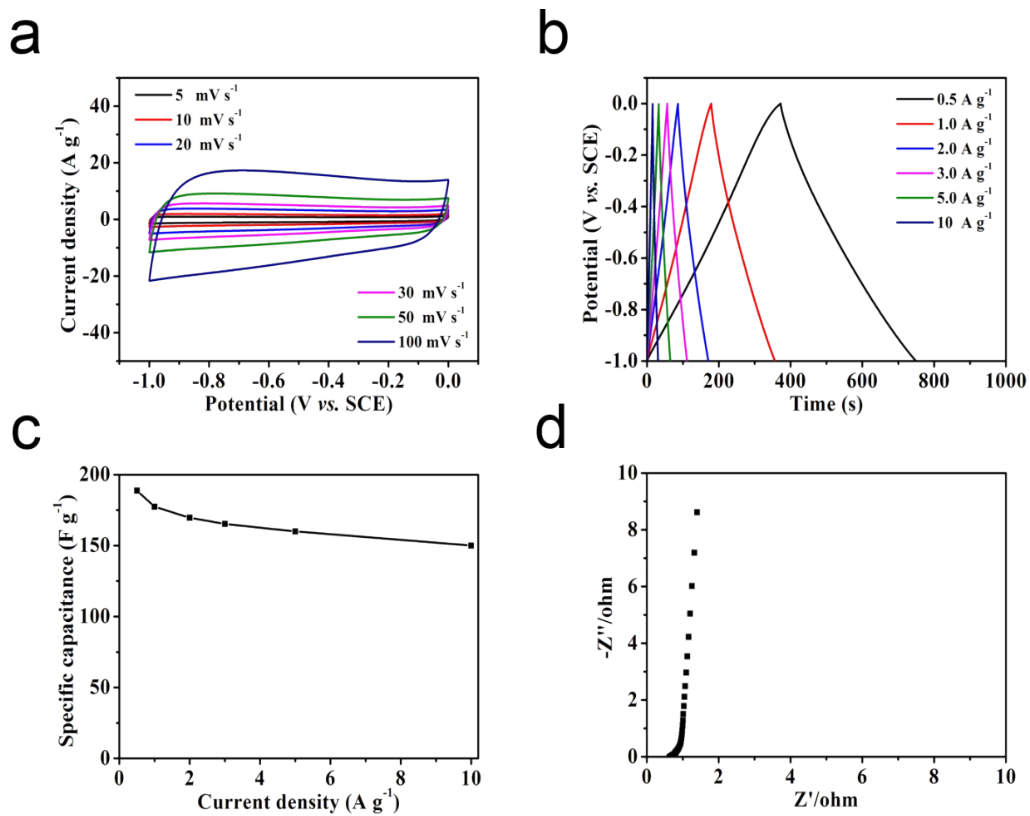 a
40
20
0
-20
-40
Current density (A g⁻¹)
5 mV s⁻¹
10 mV s⁻¹
20 mV s⁻¹
30 mV s⁻¹
50 mV s⁻¹
100 mV s⁻¹
-1.0 -0.8 -0.6 -0.4 -0.2 0.0
Potential (V vs. SCE)
b
0.0
-0.2
-0.4
-0.6
-0.8
-1.0
Potential (V vs. SCE)
0.5 A g⁻¹
1.0 A g⁻¹
2.0 A g⁻¹
3.0 A g⁻¹
5.0 A g⁻¹
10 A g⁻¹
0 200 400 600 800 1000
Time (s)
c
200
150
100
50
0
Specific capacitance (F g⁻¹)
0 2 4 6 8 10
Current density (A g⁻¹)
d
10
8
6
4
2
0
-Z''/ohm
0 2 4 6 8 10
Z'/ohm